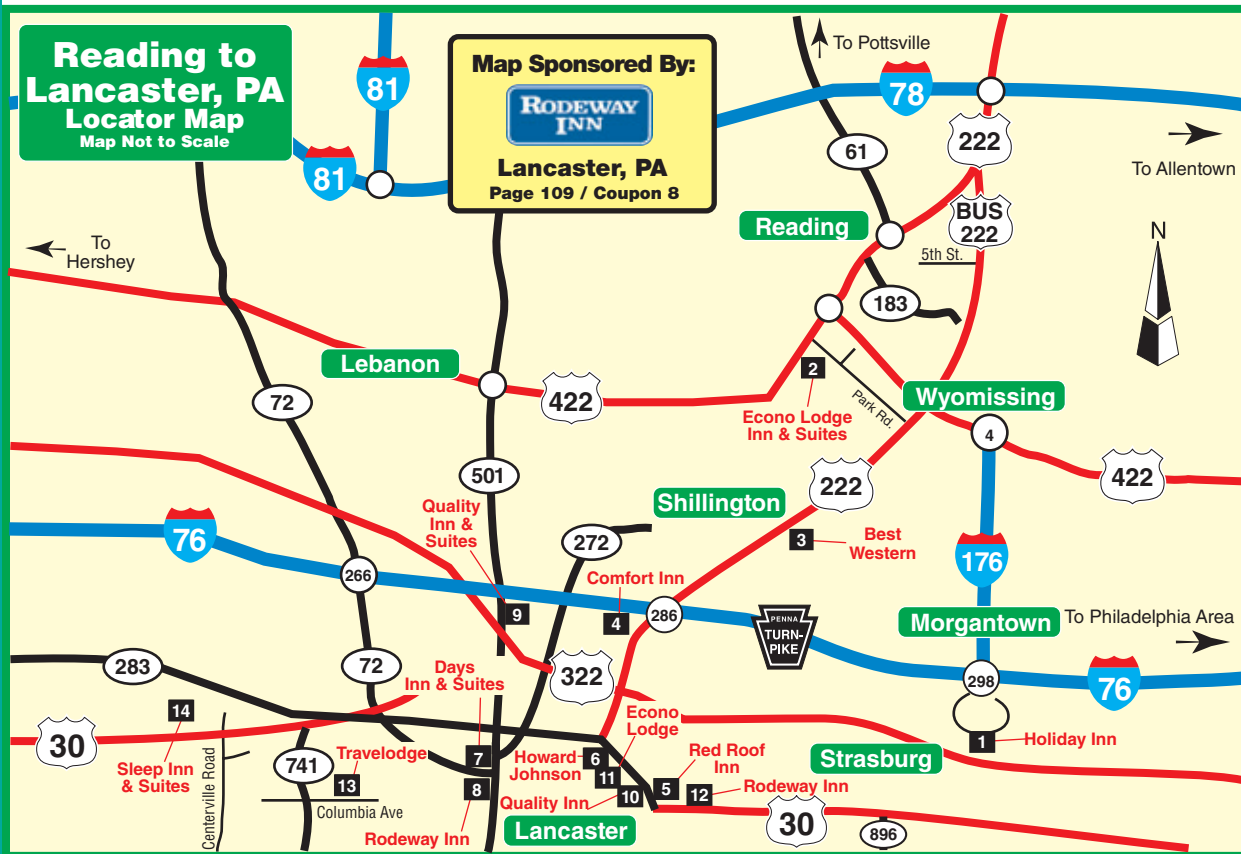 Reading to
Lancaster, PA
Locator Map
Map Not to Scale
81
81
Map Sponsored By:
RODEWAY
INN
Lancaster, PA
Page 109 / Coupon 8
To Pottsville
78
61
222
To Allentown
BUS
222
Reading
5th St.
183
N
To
Hershey
Lebanon
72
422
2
Econo Lodge
Inn & Suites
Park Rd.
Wyomissing
4
422
501
222
Shillington
Quality
Inn &
Suites
272
3
Best
Western
76
266
Comfort Inn
176
9
4
286
PENNA
TURN-
PIKE
Morgantown
To Philadelphia Area
283
72
Days
Inn & Suites
322
298
76
14
Econo
Lodge
1
Holiday Inn
30
Sleep Inn
& Suites
Centerville Road
741
Travelodge
13
Columbia Ave
7
8
Rodeway Inn
Howard
Johnson
6
11
Quality Inn
10
Red Roof
Inn
5
12
Rodeway Inn
Strasburg
Lancaster
30
896